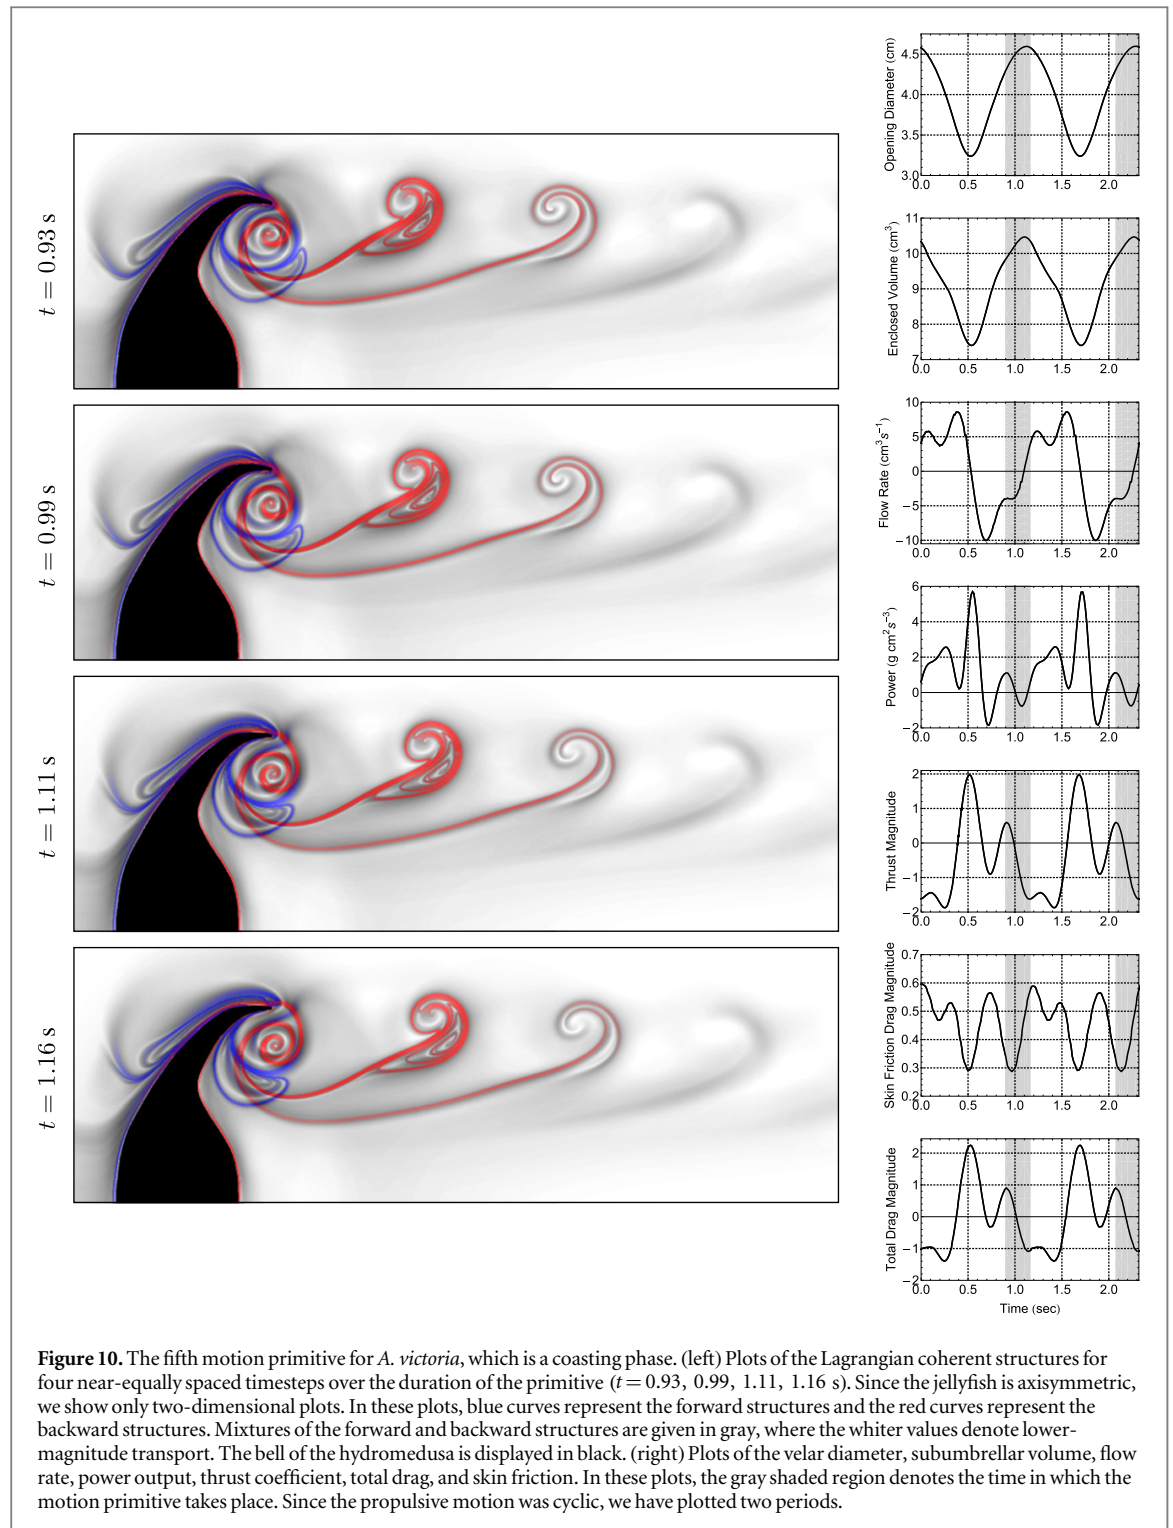 t = 0.93 s
t = 0.99 s
t = 1.11 s
t = 1.16 s
Opening Diameter (cm)
4.5
4.0
3.5
3.0
0.0 0.5 1.0 1.5 2.0
Enclosed Volume (cm³)
11
10
9
8
7
0.0 0.5 1.0 1.5 2.0
Flow Rate (cm³s⁻¹)
10
5
0
−5
−10
0.0 0.5 1.0 1.5 2.0
Power (g cm²s⁻³)
6
4
2
0
−2
0.0 0.5 1.0 1.5 2.0
Thrust Magnitude
2
1
0
−1
−2
0.0 0.5 1.0 1.5 2.0
Skin Friction Drag Magnitude
0.7
0.6
0.5
0.4
0.3
0.2
0.0 0.5 1.0 1.5 2.0
Total Drag Magnitude
2
1
0
−1
−2
0.0 0.5 1.0 1.5 2.0
Time (sec)
Figure 10. The fifth motion primitive for A. victoria, which is a coasting phase. (left) Plots of the Lagrangian coherent structures for
four near-equally spaced timesteps over the duration of the primitive (t = 0.93, 0.99, 1.11, 1.16 s). Since the jellyfish is axisymmetric,
we show only two-dimensional plots. In these plots, blue curves represent the forward structures and the red curves represent the
backward structures. Mixtures of the forward and backward structures are given in gray, where the whiter values denote lower-
magnitude transport. The bell of the hydromedusa is displayed in black. (right) Plots of the velar diameter, subumbrellar volume, flow
rate, power output, thrust coefficient, total drag, and skin friction. In these plots, the gray shaded region denotes the time in which the
motion primitive takes place. Since the propulsive motion was cyclic, we have plotted two periods.